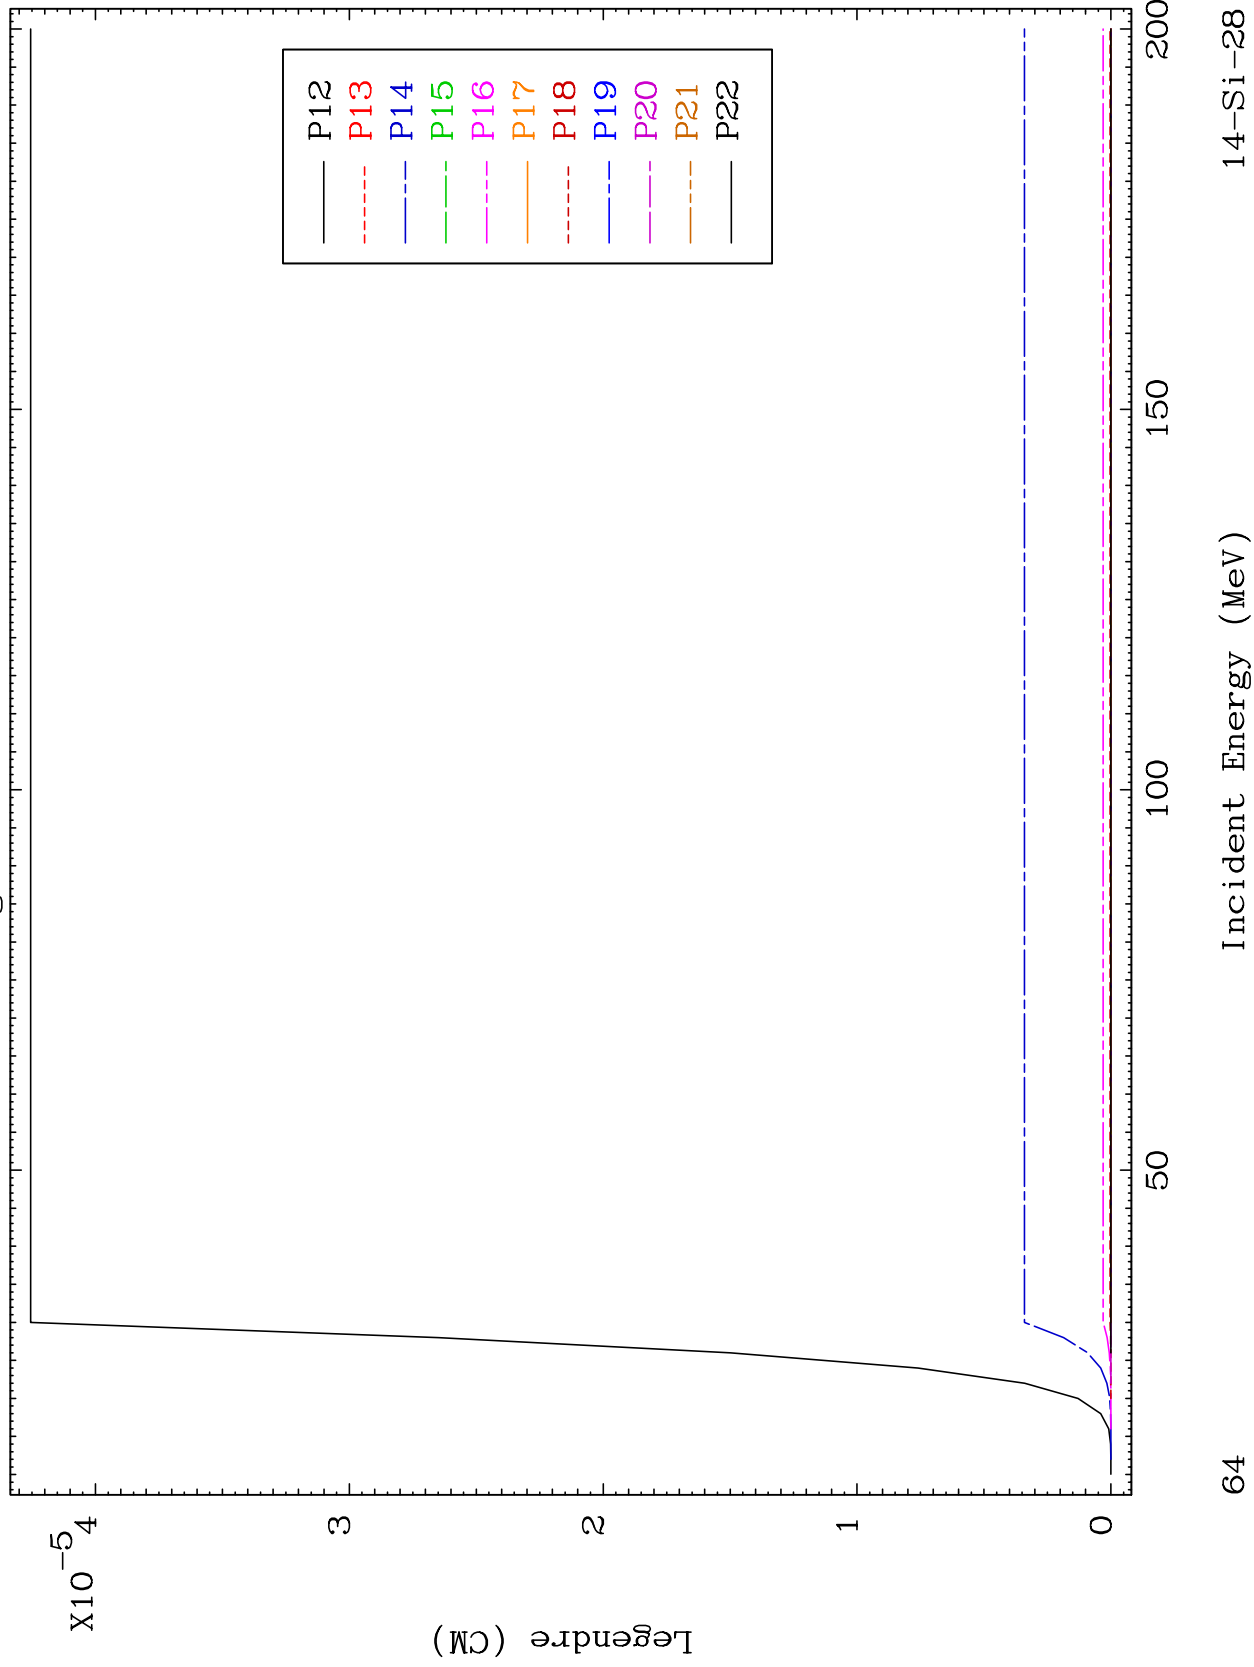 X10-5
4
3
2
1
0
Legendre (CM)
P12
P13
P14
P15
P16
P17
P18
P19
P20
P21
P22
50
100
150
200
64
Incident Energy (MeV)
14-Si-28